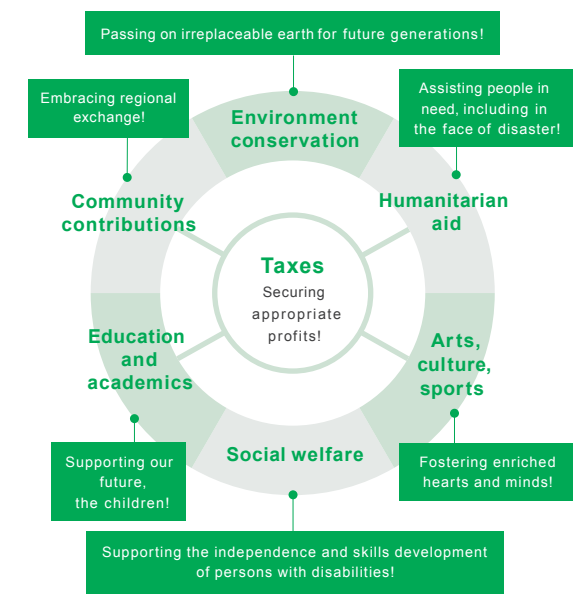 Passing on irreplaceable earth for future generations!
Embracing regional
exchange!
Assisting people in
need, including in
the face of disaster!
Environment
conservation
Community
contributions
Humanitarian
aid
Taxes
Securing
appropriate
profits!
Education
and
academics
Arts,
culture,
sports
Social welfare
Supporting our
future,
the children!
Fostering enriched
hearts and minds!
Supporting the independence and skills development
of persons with disabilities!